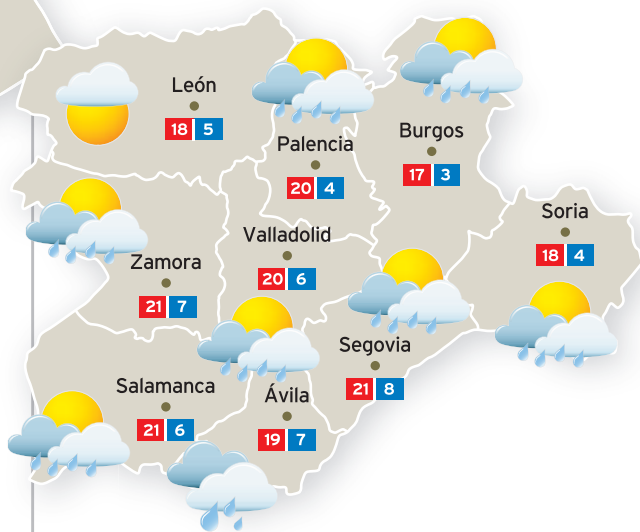 León
18 5
Palencia
20 4
Burgos
17 3
Soria
18 4
Valladolid
20 6
Zamora
21 7
Segovia
21 8
Salamanca
21 6
Ávila
19 7